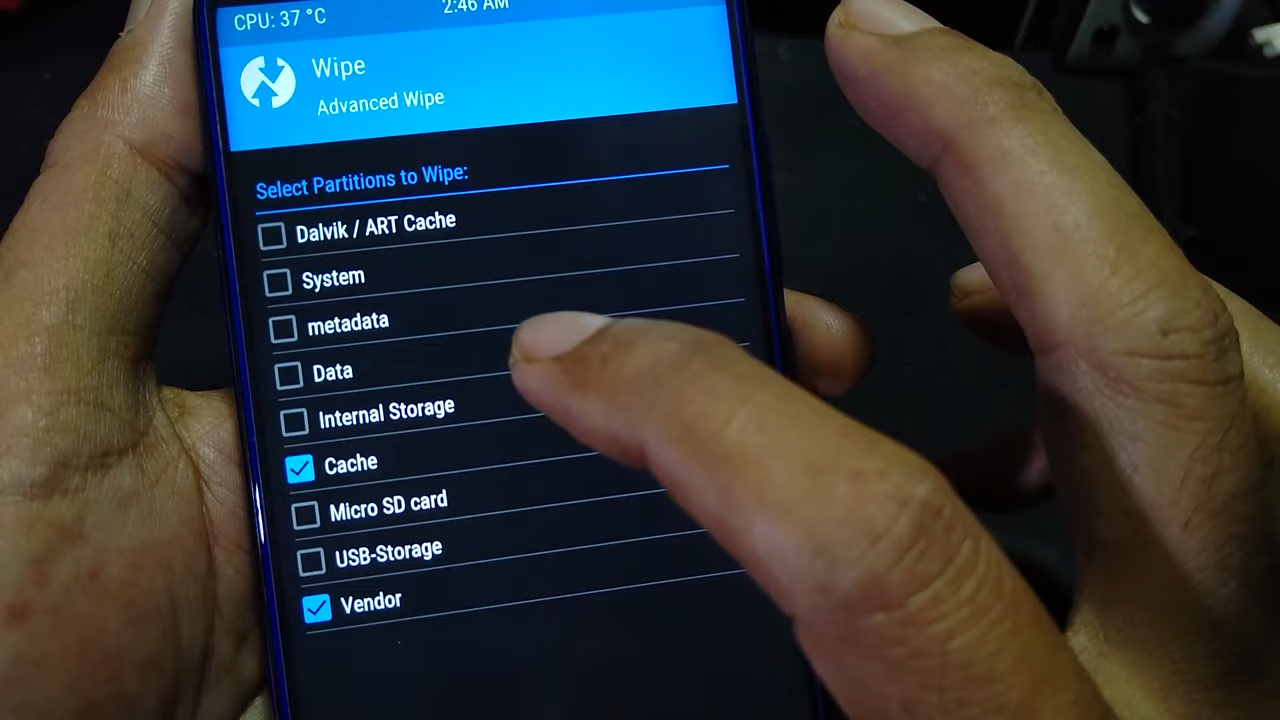 CPU: 37 °C
2:46 AM
Wipe
Advanced Wipe
Select Partitions to Wipe:
Dalvik / ART Cache
System
metadata
Data
Internal Storage
Cache
Micro SD card
USB-Storage
Vendor